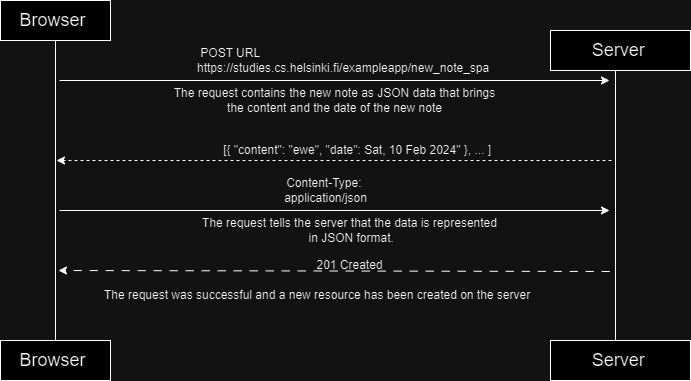 Browser
Server
POST URL
https://studies.cs.helsinki.fi/exampleapp/new_note_spa
The request contains the new note as JSON data that brings
the content and the date of the new note
[{ "content": "ewe", "date": Sat, 10 Feb 2024" }, ... ]
Content-Type:
application/json
The request tells the server that the data is represented
in JSON format.
201 Created
The request was successful and a new resource has been created on the server
Browser
Server